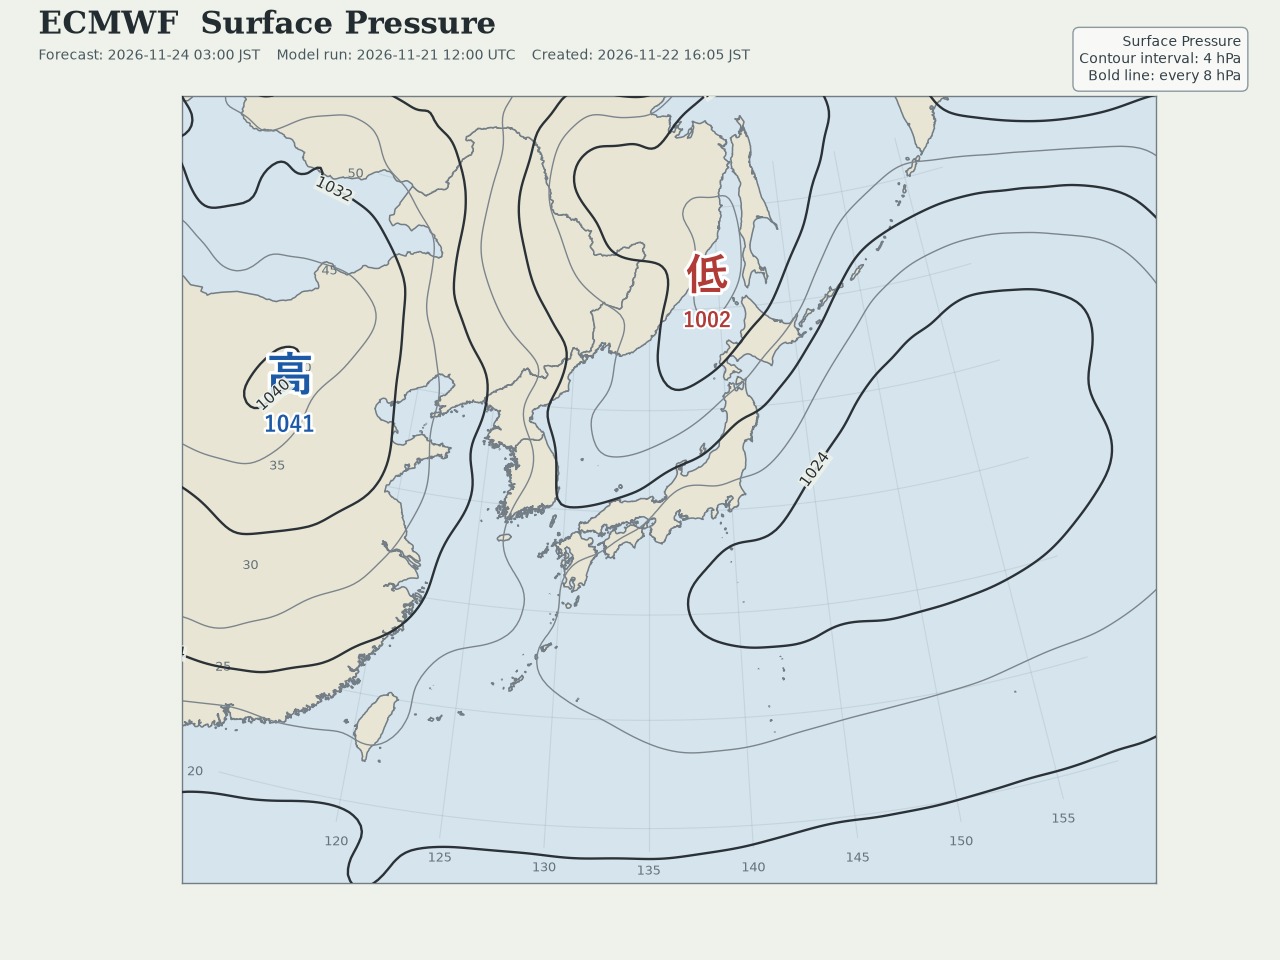 ECMWF  Surface Pressure
Forecast: 2026-11-24 03:00 JST    Model run: 2026-11-21 12:00 UTC    Created: 2026-11-22 16:05 JST
Surface Pressure
Contour interval: 4 hPa
Bold line: every 8 hPa
50
1032
45
低
1002
高
1040
1041
35
1024
30
25
20
120
125
130
135
140
145
150
155